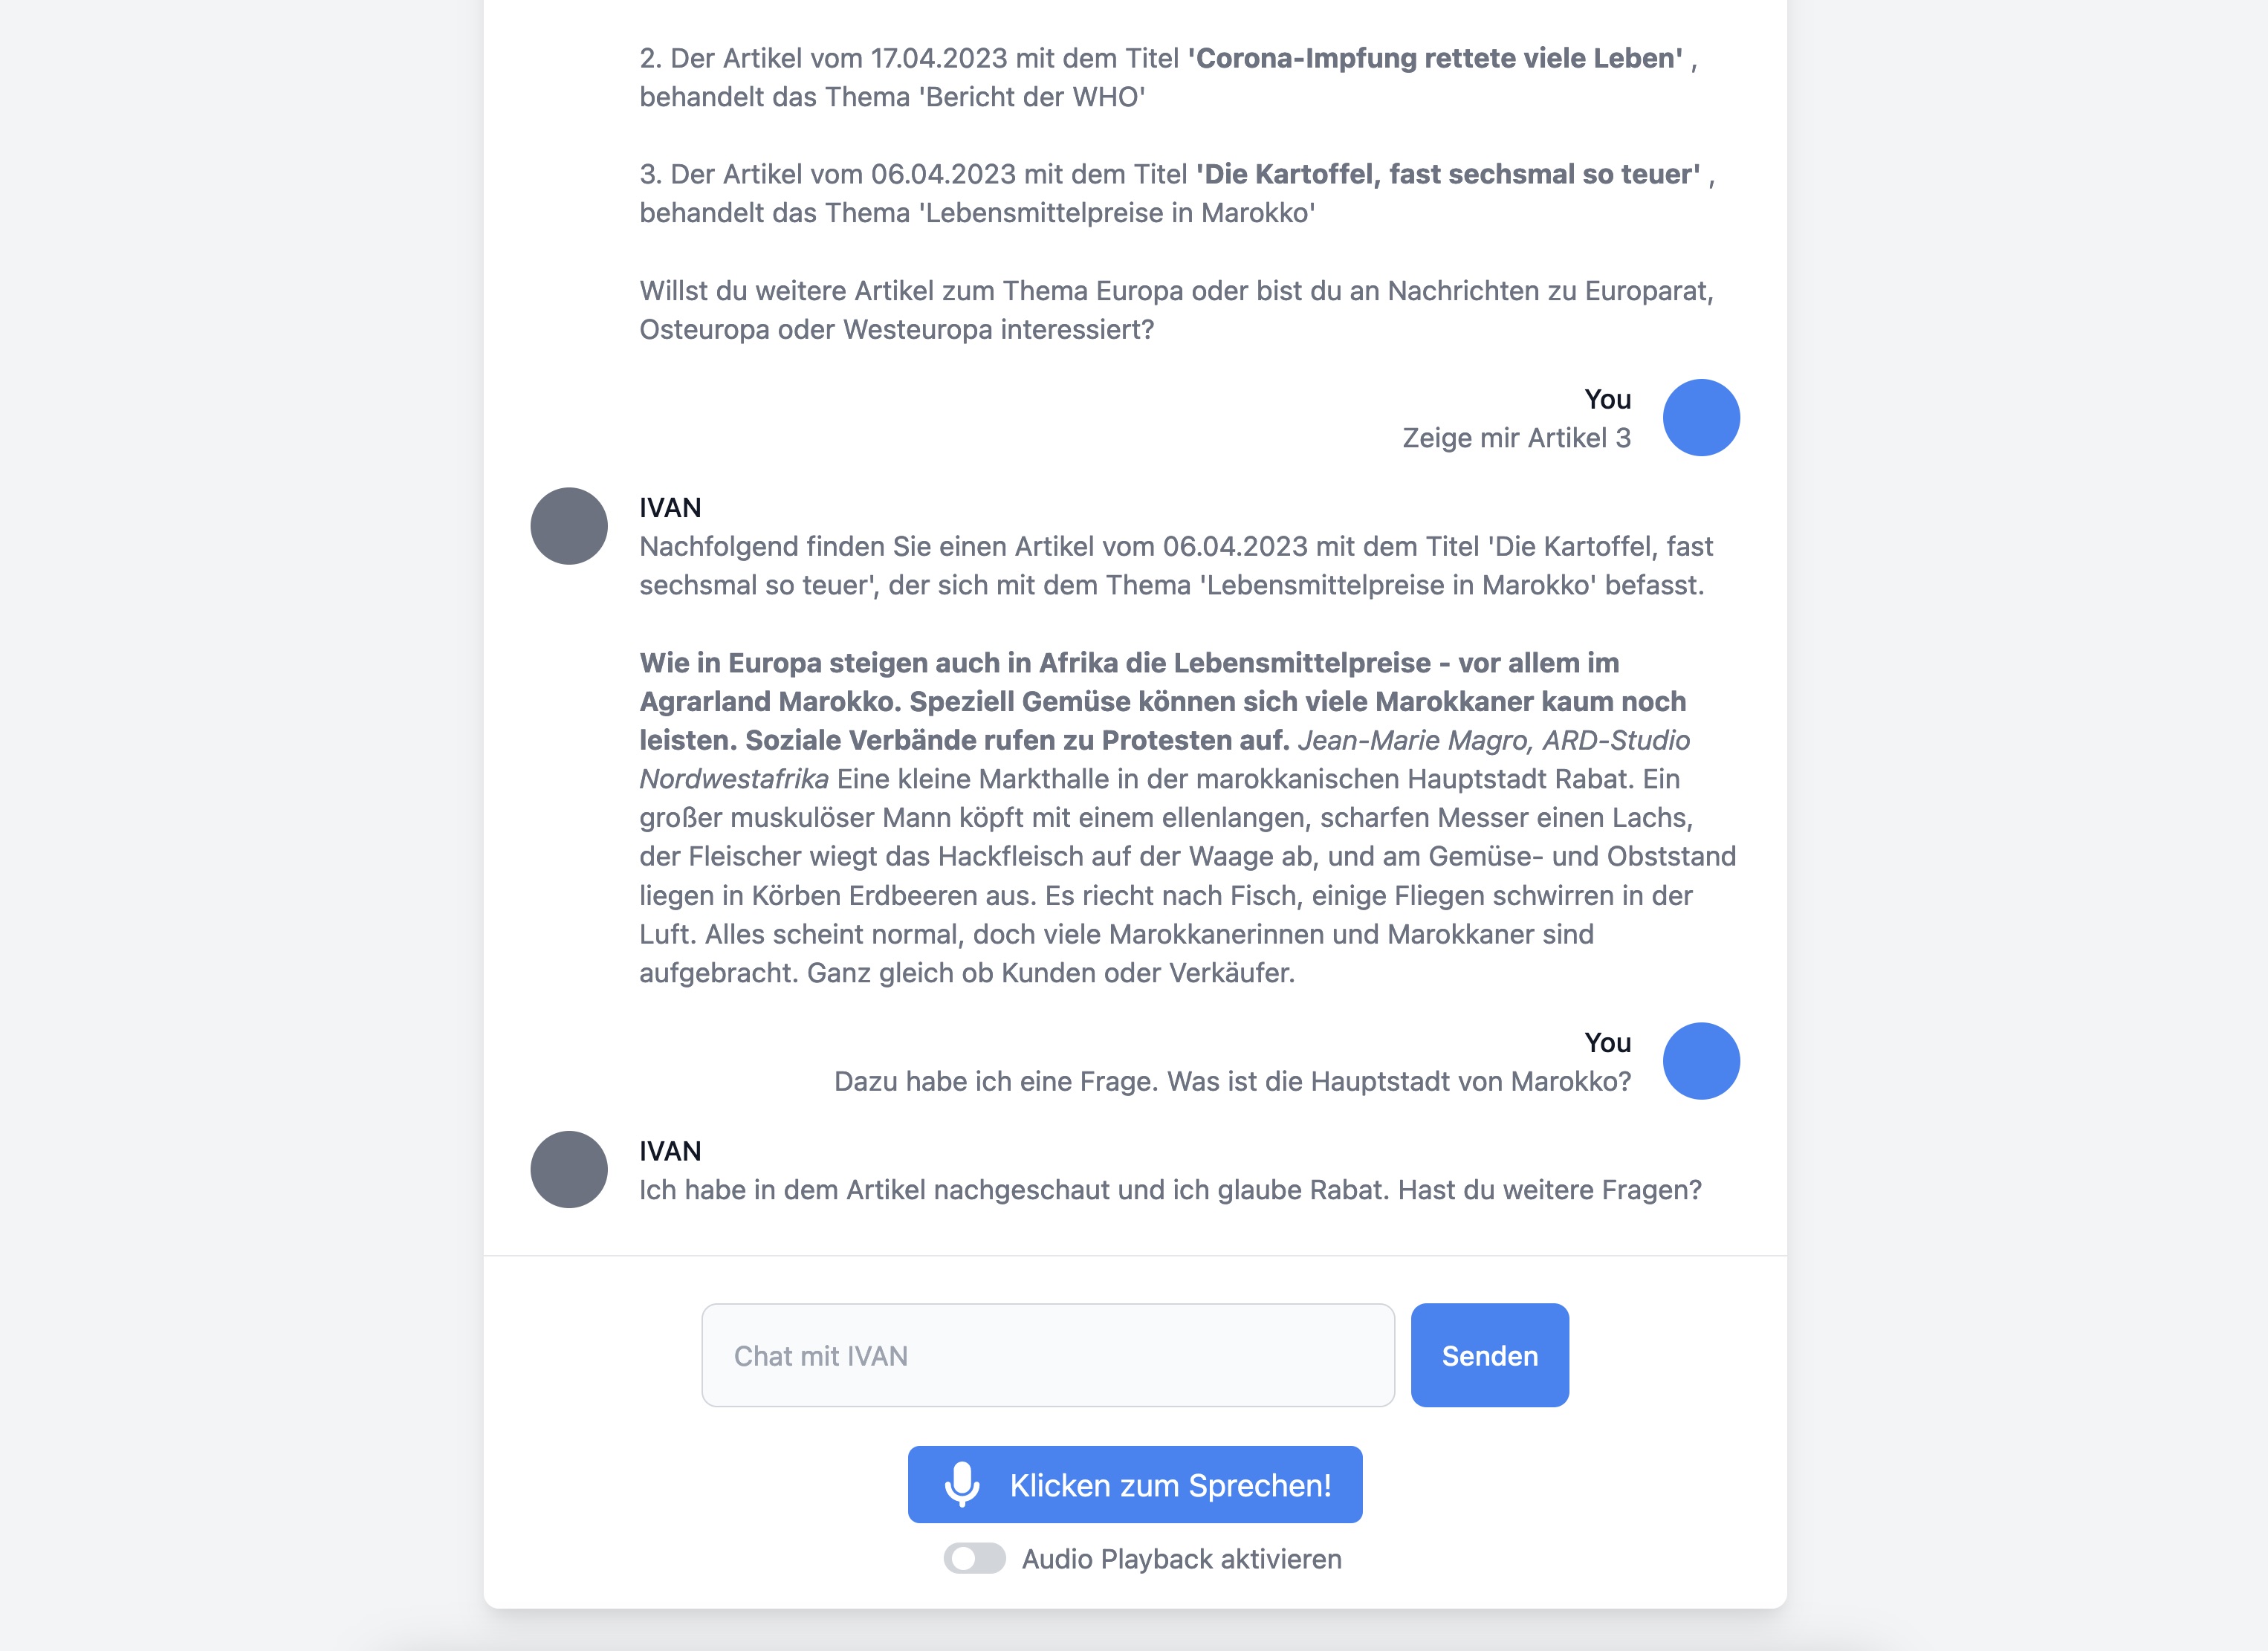 2. Der Artikel vom 17.04.2023 mit dem Titel 'Corona-Impfung rettete viele Leben' ,
behandelt das Thema 'Bericht der WHO'
3. Der Artikel vom 06.04.2023 mit dem Titel 'Die Kartoffel, fast sechsmal so teuer' ,
behandelt das Thema 'Lebensmittelpreise in Marokko'
Willst du weitere Artikel zum Thema Europa oder bist du an Nachrichten zu Europarat,
Osteuropa oder Westeuropa interessiert?
You
Zeige mir Artikel 3
IVAN
Nachfolgend finden Sie einen Artikel vom 06.04.2023 mit dem Titel 'Die Kartoffel, fast
sechsmal so teuer', der sich mit dem Thema 'Lebensmittelpreise in Marokko' befasst.
Wie in Europa steigen auch in Afrika die Lebensmittelpreise - vor allem im
Agrarland Marokko. Speziell Gemüse können sich viele Marokkaner kaum noch
leisten. Soziale Verbände rufen zu Protesten auf. Jean-Marie Magro, ARD-Studio
Nordwestafrika Eine kleine Markthalle in der marokkanischen Hauptstadt Rabat. Ein
großer muskulöser Mann köpft mit einem ellenlangen, scharfen Messer einen Lachs,
der Fleischer wiegt das Hackfleisch auf der Waage ab, und am Gemüse- und Obststand
liegen in Körben Erdbeeren aus. Es riecht nach Fisch, einige Fliegen schwirren in der
Luft. Alles scheint normal, doch viele Marokkanerinnen und Marokkaner sind
aufgebracht. Ganz gleich ob Kunden oder Verkäufer.
You
Dazu habe ich eine Frage. Was ist die Hauptstadt von Marokko?
IVAN
Ich habe in dem Artikel nachgeschaut und ich glaube Rabat. Hast du weitere Fragen?
Chat mit IVAN
Senden
Klicken zum Sprechen!
Audio Playback aktivieren